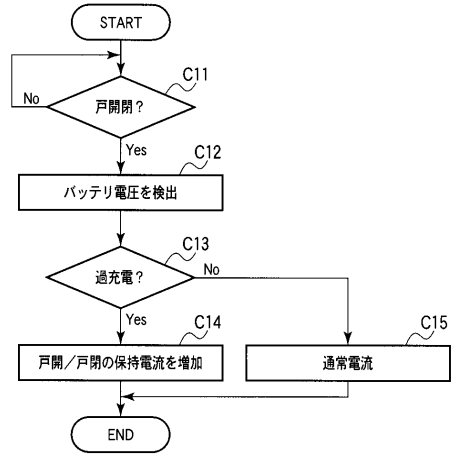 START
C11
戸開閉?
No
Yes
C12
バッテリ電圧を検出
C13
過充電?
No
Yes
C14
戸開/戸閉の保持電流を増加
C15
通常電流
END